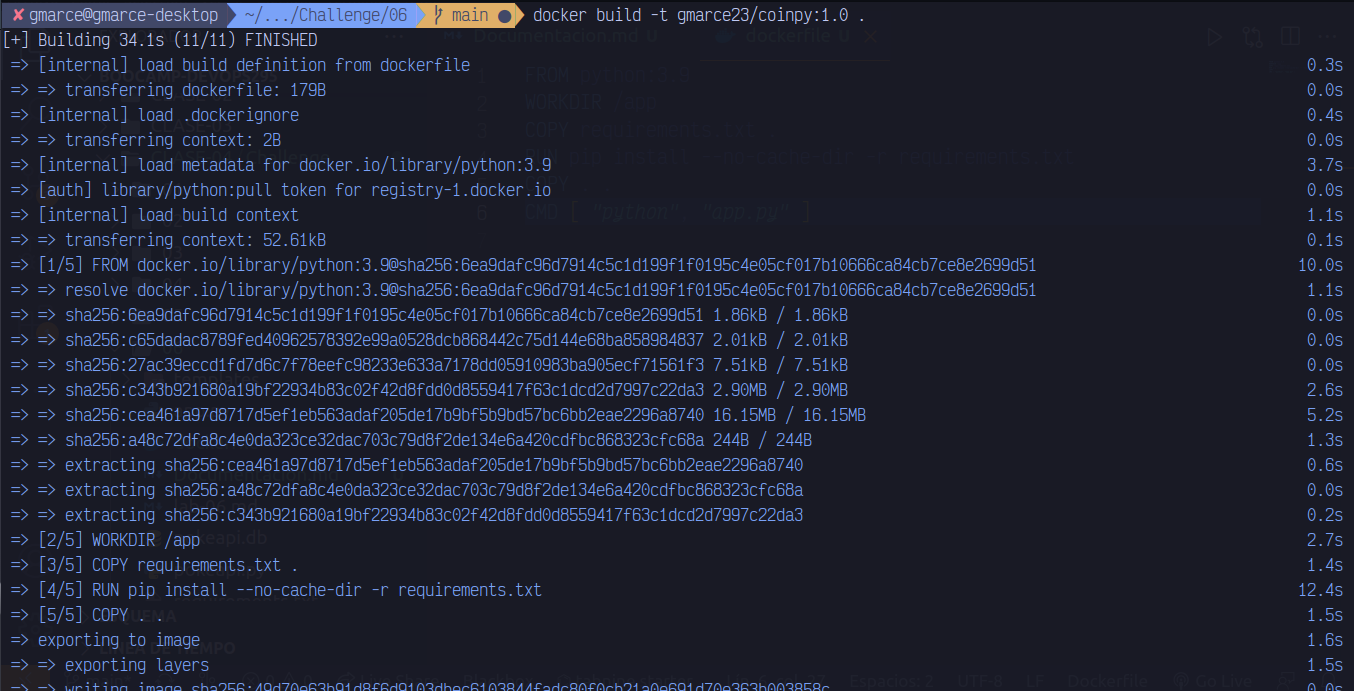 ✘ gmarce@gmarce-desktop ~/.../Challenge/06 main ● docker build -t gmarce23/coinpy:1.0 .
[+] Building 34.1s (11/11) FINISHED
=> [internal] load build definition from dockerfile 0.3s
=> => transferring dockerfile: 179B 0.0s
=> [internal] load .dockerignore 0.4s
=> => transferring context: 2B 0.0s
=> [internal] load metadata for docker.io/library/python:3.9 3.7s
=> [auth] library/python:pull token for registry-1.docker.io 0.0s
=> [internal] load build context 1.1s
=> => transferring context: 52.61kB 0.1s
=> [1/5] FROM docker.io/library/python:3.9@sha256:6ea9dafc96d7914c5c1d199f1f0195c4e05cf017b10666ca84cb7ce8e2699d51 10.0s
=> => resolve docker.io/library/python:3.9@sha256:6ea9dafc96d7914c5c1d199f1f0195c4e05cf017b10666ca84cb7ce8e2699d51 1.1s
=> => sha256:6ea9dafc96d7914c5c1d199f1f0195c4e05cf017b10666ca84cb7ce8e2699d51 1.86kB / 1.86kB 0.0s
=> => sha256:c65dadac8789fed40962578392e99a0528dcb868442c75d144e68ba858984837 2.01kB / 2.01kB 0.0s
=> => sha256:27ac39eccd1fd7d6c7f78eefc98233e633a7178dd05910983ba905ecf71561f3 7.51kB / 7.51kB 0.0s
=> => sha256:c343b921680a19bf22934b83c02f42d8fdd0d8559417f63c1dcd2d7997c22da3 2.90MB / 2.90MB 2.6s
=> => sha256:cea461a97d8717d5ef1eb563adaf205de17b9bf5b9bd57bc6bb2eae2296a8740 16.15MB / 16.15MB 5.2s
=> => sha256:a48c72dfa8c4e0da323ce32dac703c79d8f2de134e6a420cdfbc868323cfc68a 244B / 244B 1.3s
=> => extracting sha256:cea461a97d8717d5ef1eb563adaf205de17b9bf5b9bd57bc6bb2eae2296a8740 0.6s
=> => extracting sha256:a48c72dfa8c4e0da323ce32dac703c79d8f2de134e6a420cdfbc868323cfc68a 0.0s
=> => extracting sha256:c343b921680a19bf22934b83c02f42d8fdd0d8559417f63c1dcd2d7997c22da3 0.2s
=> [2/5] WORKDIR /app 2.7s
=> [3/5] COPY requirements.txt . 1.4s
=> [4/5] RUN pip install --no-cache-dir -r requirements.txt 12.4s
=> [5/5] COPY . . 1.5s
=> exporting to image 1.6s
=> => exporting layers 1.5s
=> => writing image 0.0s